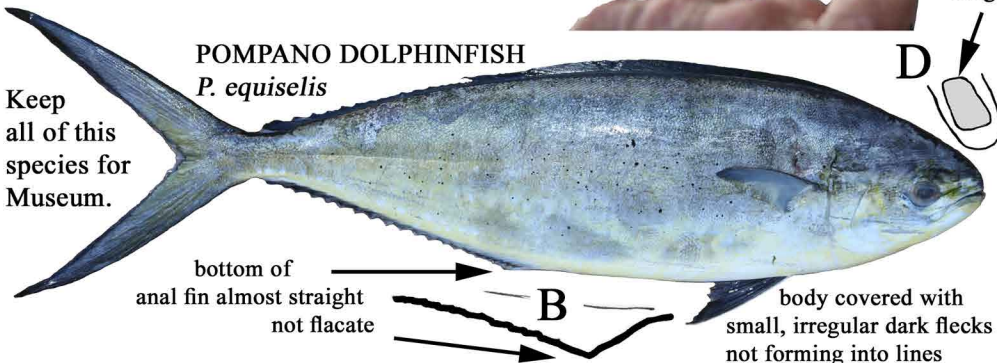 POMPANO DOLPHINFISH
P. equiselis
D
Keep
all of this
species for
Museum.
bottom of
anal fin almost straight
not flacate
B
body covered with
small, irregular dark flecks
not forming into lines